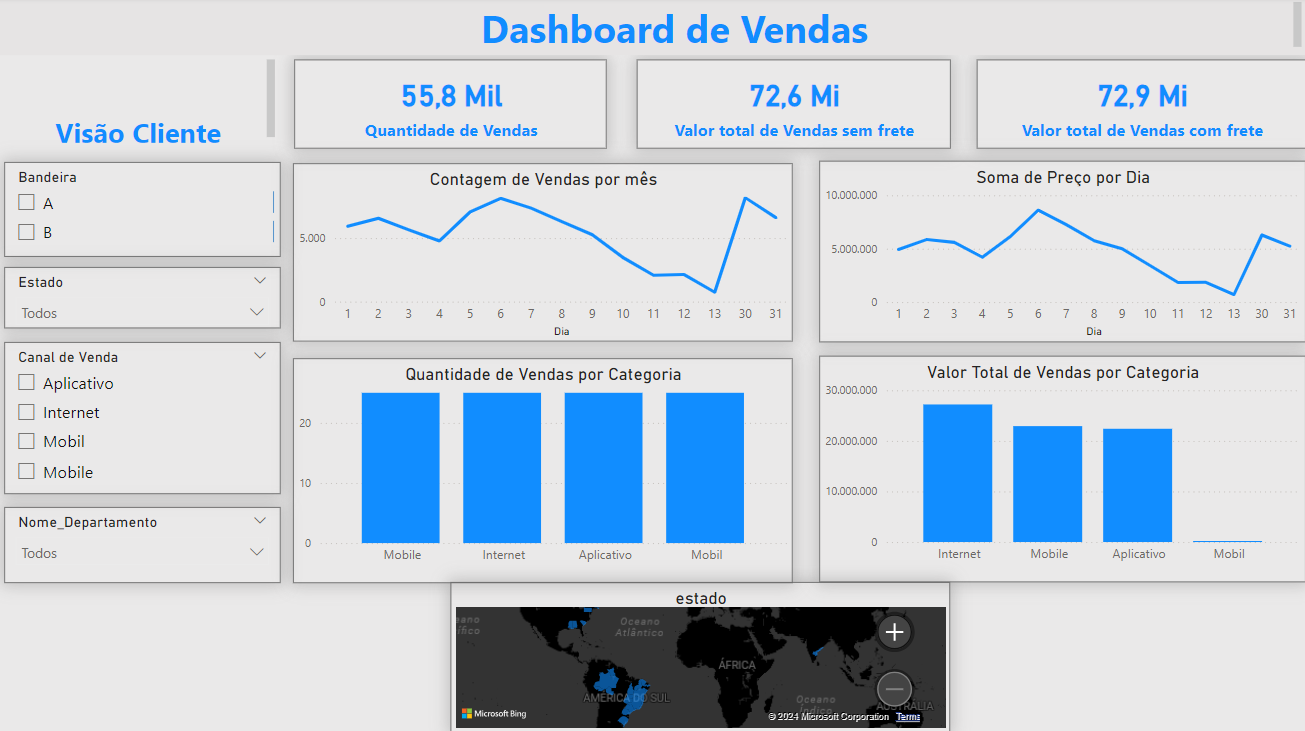 Dashboard de Vendas
Visão Cliente
55,8 Mil
Quantidade de Vendas
72,6 Mi
Valor total de Vendas sem frete
72,9 Mi
Valor total de Vendas com frete
Bandeira
A
B
Estado
Todos
Canal de Venda
Aplicativo
Internet
Mobil
Mobile
Nome_Departamento
Todos
Contagem de Vendas por mês
5.000
0
1 2 3 4 5 6 7 8 9 10 11 12 13 30 31
Dia
Soma de Preço por Dia
10.000.000
5.000.000
0
1 2 3 4 5 6 7 8 9 10 11 12 13 30 31
Dia
Quantidade de Vendas por Categoria
20
10
0
Mobile Internet Aplicativo Mobil
Valor Total de Vendas por Categoria
30.000.000
20.000.000
10.000.000
0
Internet Mobile Aplicativo Mobil
estado
Oceano
Atlântico
ÁFRICA
AMÉRICA DO SUL
Oceano
Índico
Microsoft Bing
© 2024 Microsoft Corporation Terms